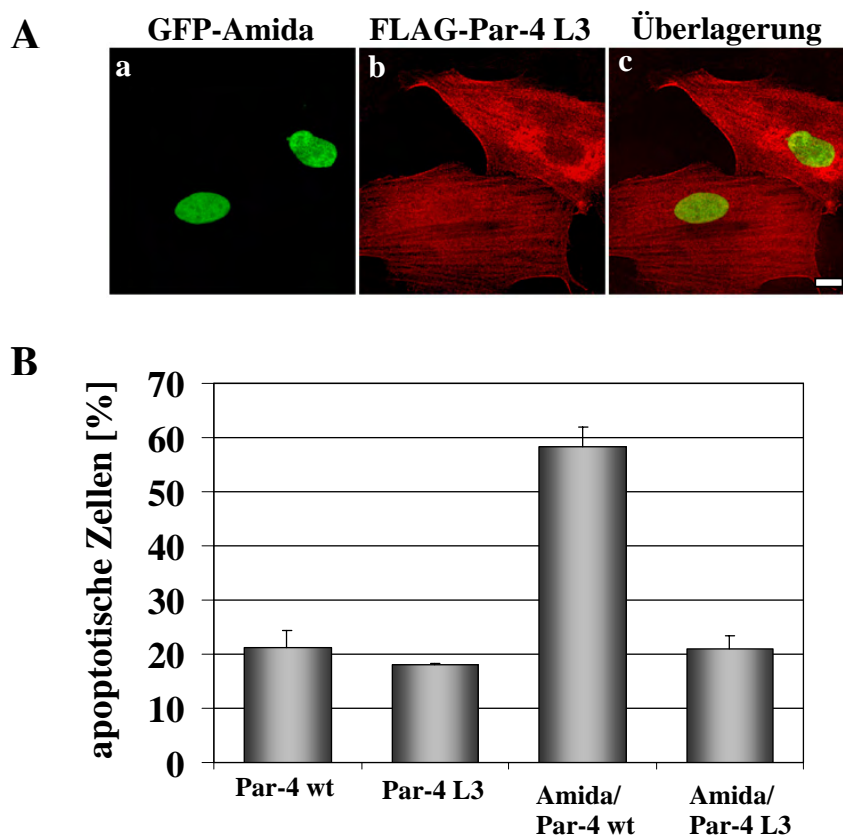 A
GFP-Amida
FLAG-Par-4 L3
Überlagerung
a
b
c
B
apoptotische Zellen [%]
70
60
50
40
30
20
10
0
Par-4 wt
Par-4 L3
Amida/
Par-4 wt
Amida/
Par-4 L3